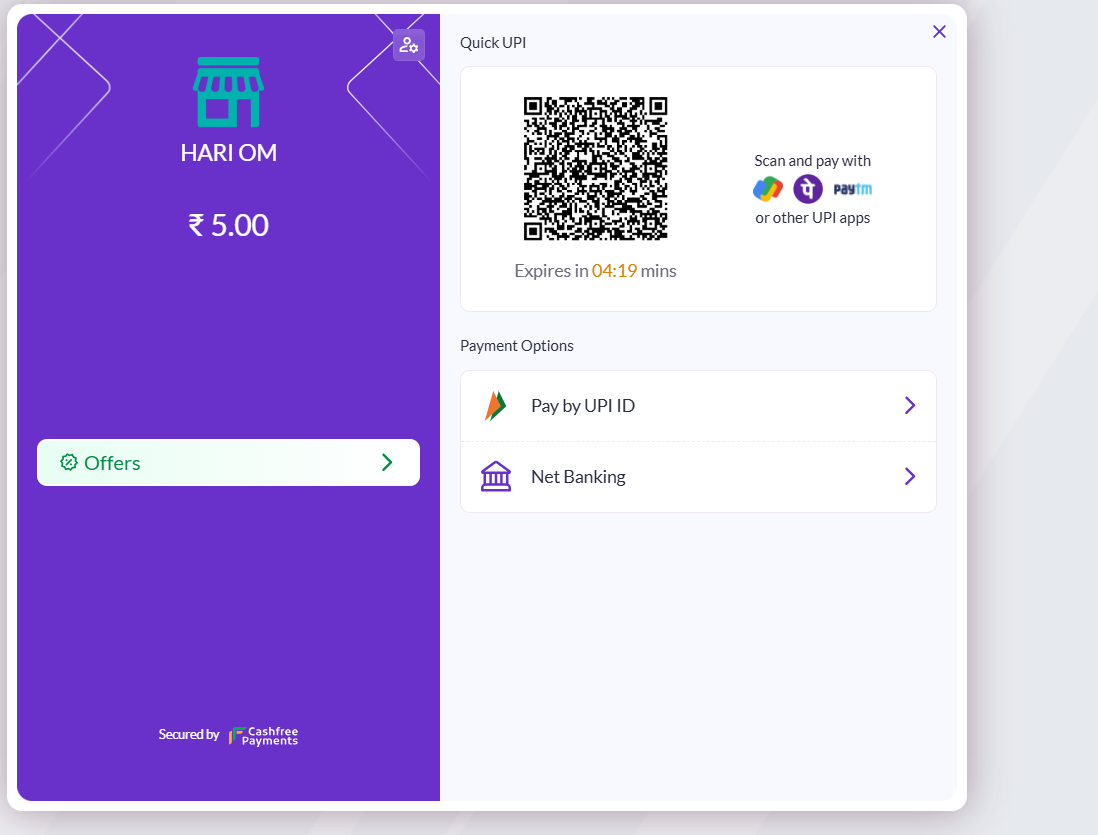 HARI OM
₹ 5.00
Offers
Secured by Cashfree Payments
Quick UPI
Scan and pay with
पे paytm
or other UPI apps
Expires in 04:19 mins
Payment Options
Pay by UPI ID
Net Banking